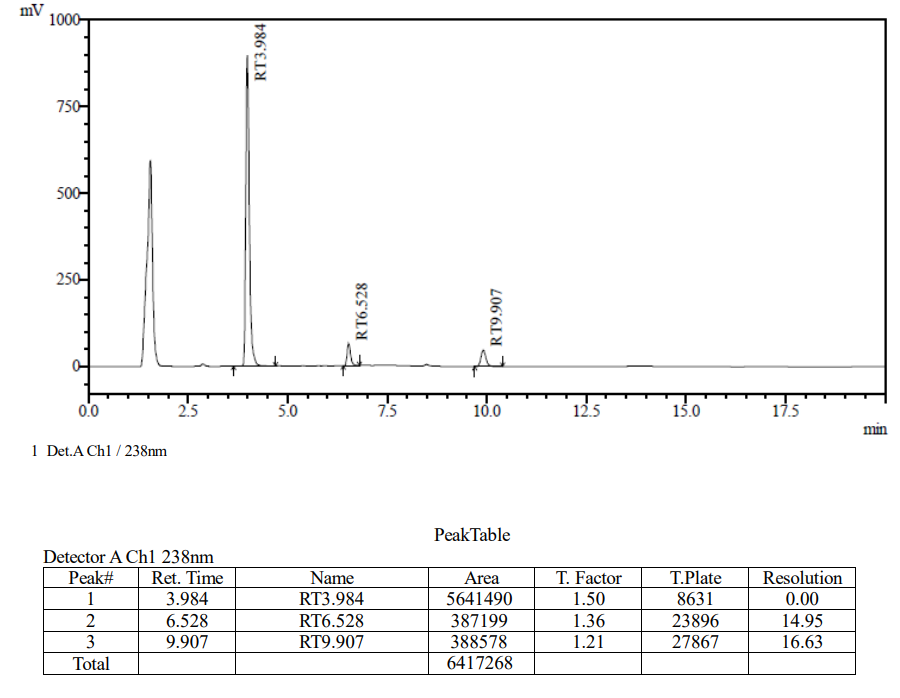 mV
1000
RT3.984
750
500
250
RT6.528
RT9.907
0
0.0 2.5 5.0 7.5 10.0 12.5 15.0 17.5
min
1 Det.A Ch1 / 238nm
PeakTable
Detector A Ch1 238nm
Peak# Ret. Time Name Area T. Factor T.Plate Resolution
1 3.984 RT3.984 5641490 1.50 8631 0.00
2 6.528 RT6.528 387199 1.36 23896 14.95
3 9.907 RT9.907 388578 1.21 27867 16.63
Total 6417268